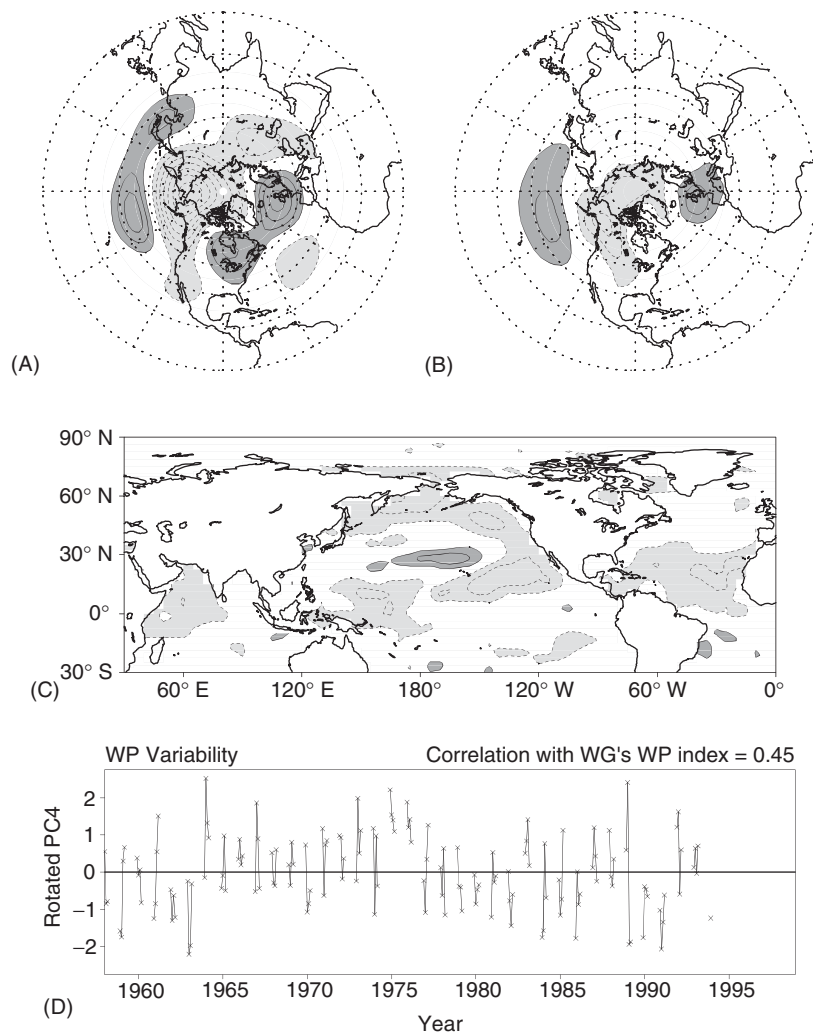 (A)
(B)
90° N
60° N
30° N
0°
30° S
(C)
60° E
120° E
180°
120° W
60° W
0°
WP Variability
Correlation with WG's WP index = 0.45
Rotated PC4
2
1
0
−1
−2
(D)
1960
1965
1970
1975
1980
1985
1990
1995
Year